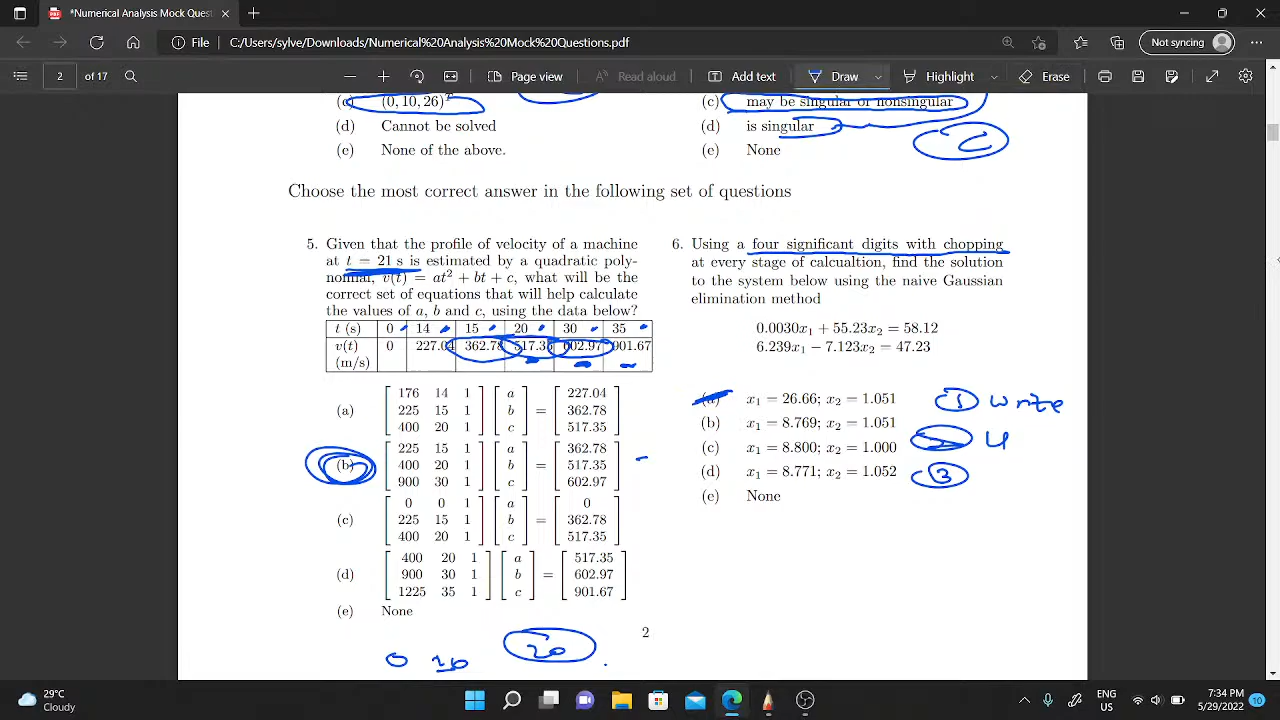 *Numerical Analysis Mock Quest
File C:/Users/sylve/Downloads/Numerical%20Analysis%20Mock%20Questions.pdf
Not syncing
2 of 17
Page view
Read aloud
Add text
Draw
Highlight
Erase
(c) (0, 10, 26)ᵀ
(d) Cannot be solved
(e) None of the above.
(c) may be singular or nonsingular
(d) is singular
(e) None
C
Choose the most correct answer in the following set of questions
5. Given that the profile of velocity of a machine
at t = 21 s is estimated by a quadratic poly-
nomial, v(t) = at² + bt + c, what will be the
correct set of equations that will help calculate
the values of a, b and c, using the data below?
t (s) 0 14 15 20 30 35
v(t) 0 227.04 362.78 517.35 602.97 901.67
(m/s)
(a)
176 14 1 a 227.04
225 15 1 b = 362.78
400 20 1 c 517.35
(b)
225 15 1 a 362.78
400 20 1 b = 517.35
900 30 1 c 602.97
(c)
0 0 1 a 0
225 15 1 b = 362.78
400 20 1 c 517.35
(d)
400 20 1 a 517.35
900 30 1 b = 602.97
1225 35 1 c 901.67
(e) None
20
6. Using a four significant digits with chopping
at every stage of calcualtion, find the solution
to the system below using the naive Gaussian
elimination method
0.0030x₁ + 55.23x₂ = 58.12
6.239x₁ − 7.123x₂ = 47.23
(a) x₁ = 26.66; x₂ = 1.051
(b) x₁ = 8.769; x₂ = 1.051
(c) x₁ = 8.800; x₂ = 1.000
(d) x₁ = 8.771; x₂ = 1.052
(e) None
1 write
2 4
3
2
29°C
Cloudy
ENG
US
7:34 PM
5/29/2022
10